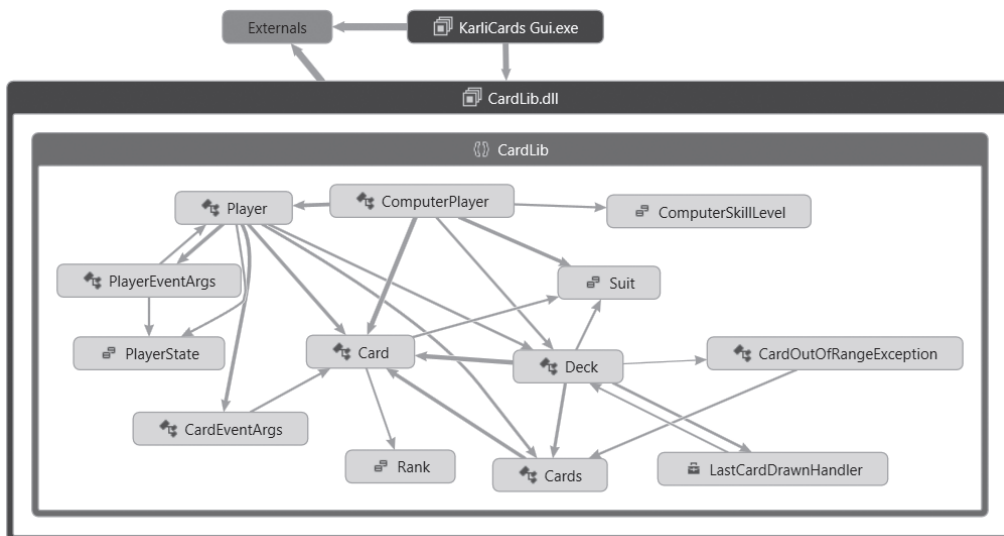 Externals
KarliCards Gui.exe
CardLib.dll
CardLib
Player
ComputerPlayer
ComputerSkillLevel
PlayerEventArgs
Suit
PlayerState
Card
Deck
CardOutOfRangeException
CardEventArgs
Rank
Cards
LastCardDrawnHandler